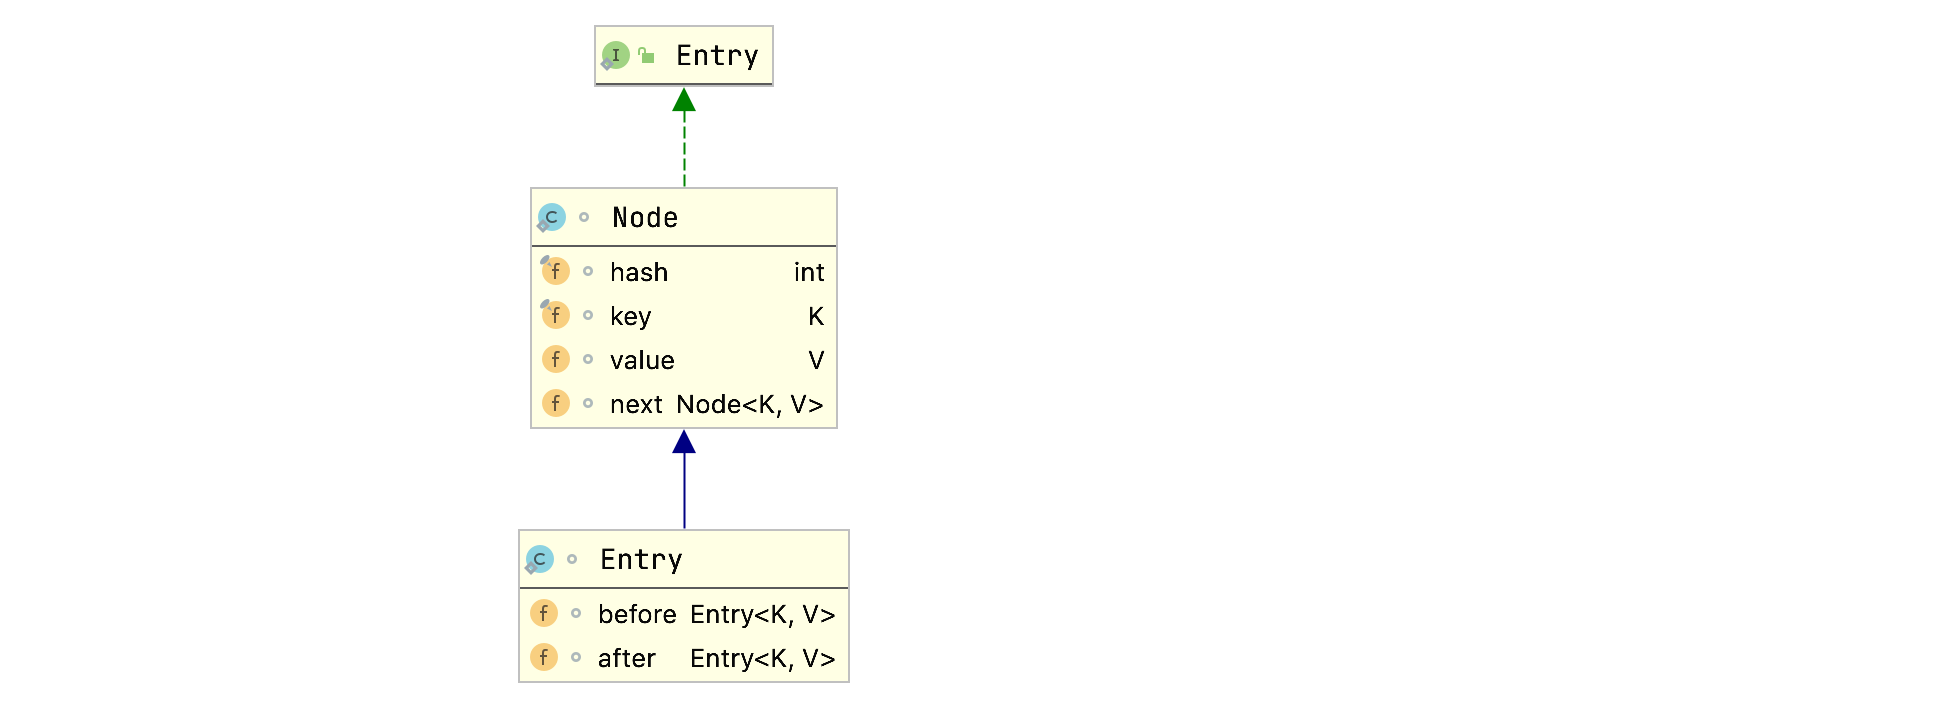 I Entry
C Node
f hash int
f key K
f value V
f next Node<K, V>
C Entry
f before Entry<K, V>
f after Entry<K, V>